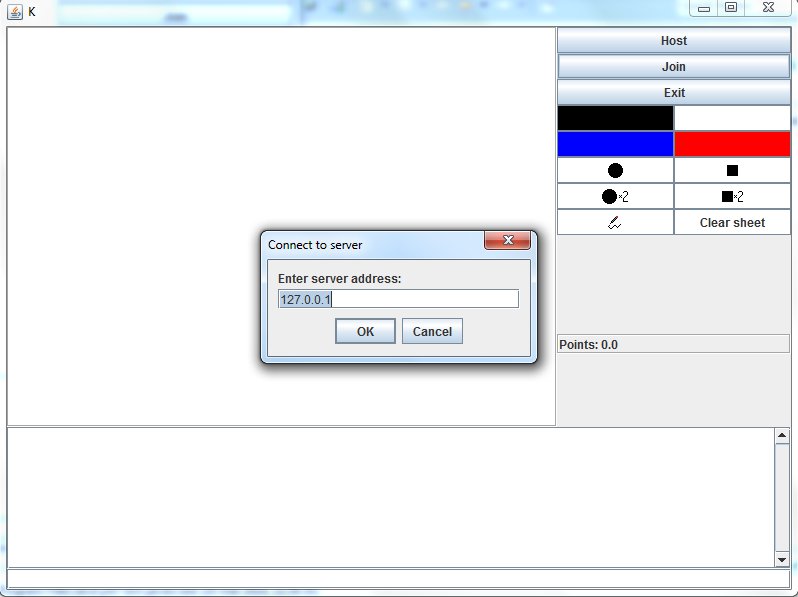 K
Host
Join
Exit
×2
×2
Clear sheet
Connect to server
Enter server address:
127.0.0.1
OK
Cancel
Points: 0.0